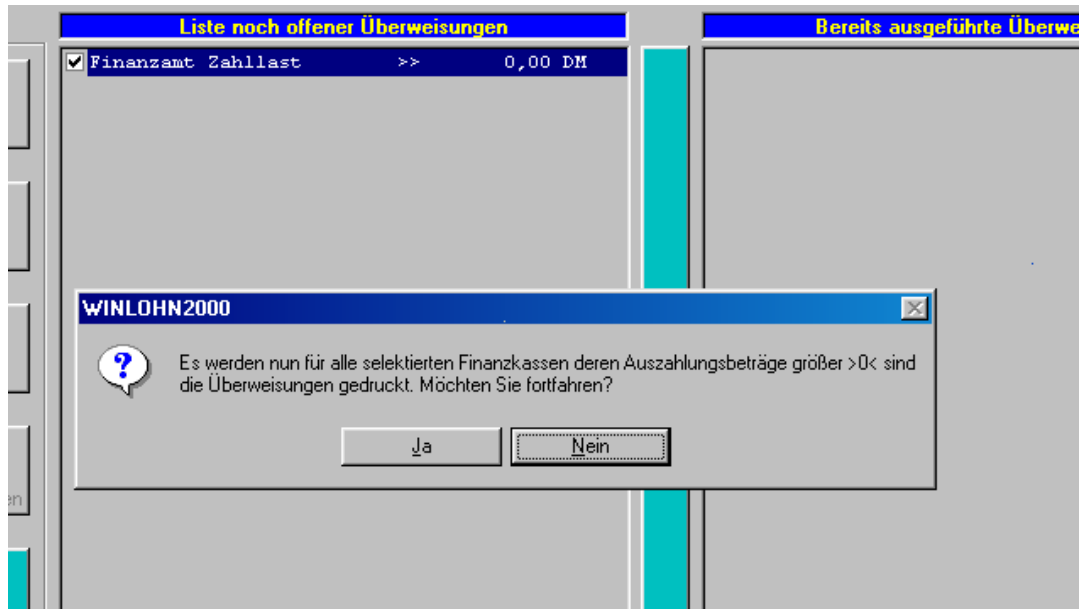 Liste noch offener Überweisungen
Bereits ausgeführte Überwe
Finanzamt Zahllast >> 0,00 DM
WINLOHN2000
Es werden nun für alle selektierten Finanzkassen deren Auszahlungsbeträge größer >0< sind
die Überweisungen gedruckt. Möchten Sie fortfahren?
Ja
Nein
en